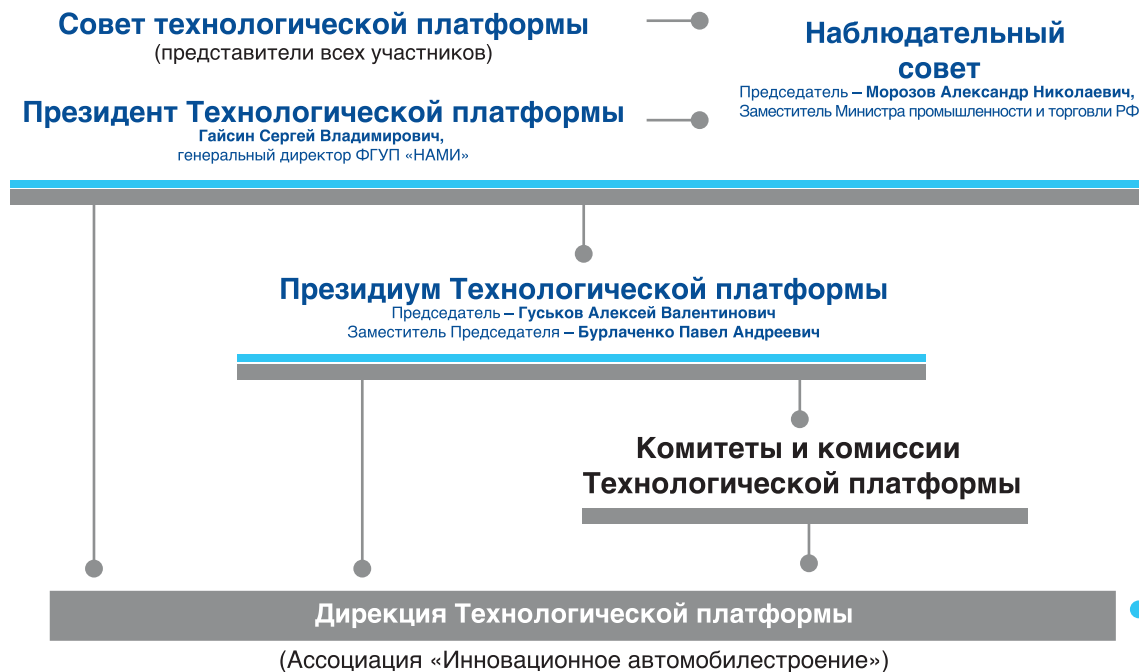 Совет технологической платформы
(представители всех участников)
Наблюдательный
совет
Председатель – Морозов Александр Николаевич,
Заместитель Министра промышленности и торговли РФ
Президент Технологической платформы
Гайсин Сергей Владимирович,
генеральный директор ФГУП «НАМИ»
Президиум Технологической платформы
Председатель – Гуськов Алексей Валентинович
Заместитель Председателя – Бурлаченко Павел Андреевич
Комитеты и комиссии
Технологической платформы
Дирекция Технологической платформы
(Ассоциация «Инновационное автомобилестроение»)